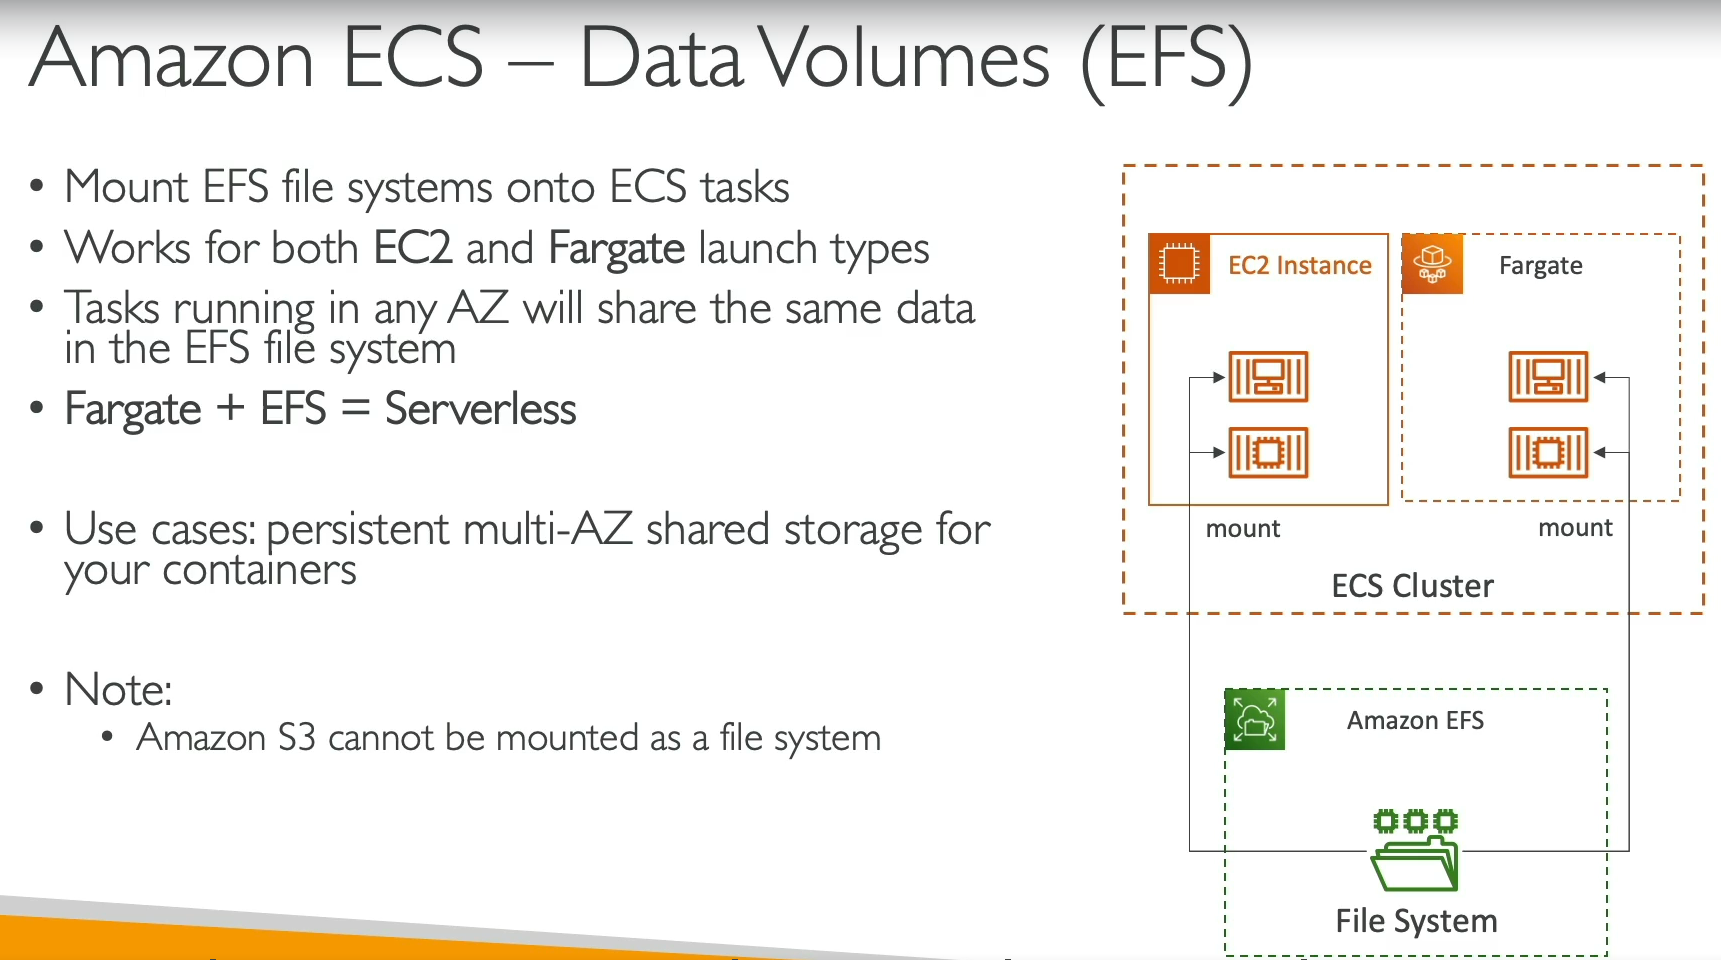 Amazon ECS – Data Volumes (EFS)
• Mount EFS file systems onto ECS tasks
• Works for both EC2 and Fargate launch types
• Tasks running in any AZ will share the same data
in the EFS file system
• Fargate + EFS = Serverless
• Use cases: persistent multi-AZ shared storage for
your containers
• Note:
• Amazon S3 cannot be mounted as a file system
EC2 Instance
Fargate
mount
mount
ECS Cluster
Amazon EFS
File System